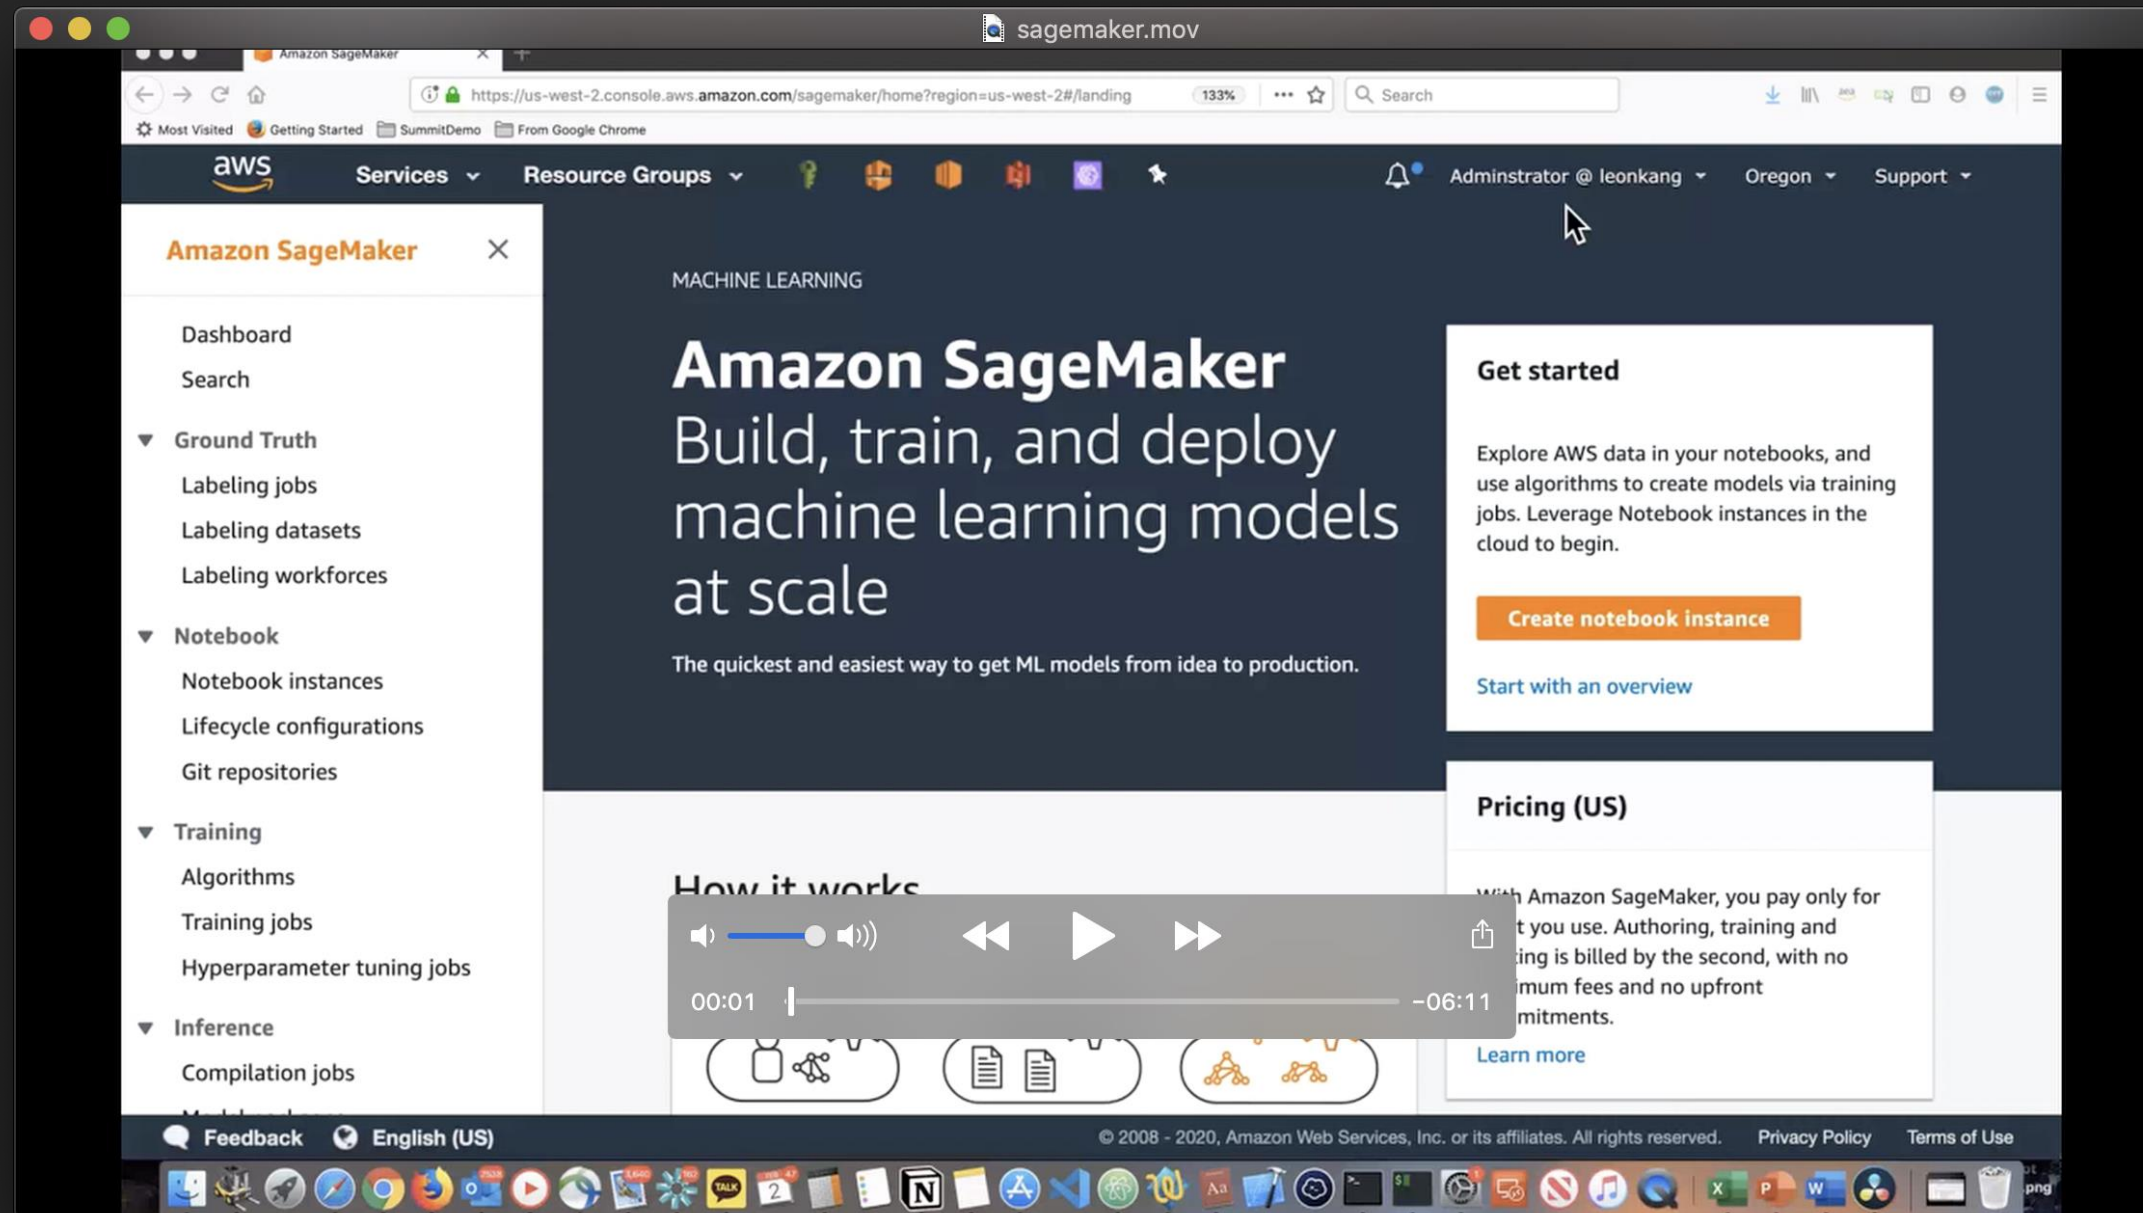 sagemaker.mov
Amazon SageMaker
https://us-west-2.console.aws.amazon.com/sagemaker/home?region=us-west-2#/landing
133%
Search
Most Visited
Getting Started
SummitDemo
From Google Chrome
aws
Services
Resource Groups
Adminstrator @ leonkang
Oregon
Support
Amazon SageMaker
Dashboard
Search
Ground Truth
Labeling jobs
Labeling datasets
Labeling workforces
Notebook
Notebook instances
Lifecycle configurations
Git repositories
Training
Algorithms
Training jobs
Hyperparameter tuning jobs
Inference
Compilation jobs
MACHINE LEARNING
Amazon SageMaker
Build, train, and deploy
machine learning models
at scale
The quickest and easiest way to get ML models from idea to production.
Get started
Explore AWS data in your notebooks, and
use algorithms to create models via training
jobs. Leverage Notebook instances in the
cloud to begin.
Create notebook instance
Start with an overview
How it works
Pricing (US)
Amazon SageMaker, you pay only for
you use. Authoring, training and
is billed by the second, with no
fees and no upfront
Learn more
00:01
-06:11
Feedback
English (US)
© 2008 - 2020, Amazon Web Services, Inc. or its affiliates. All rights reserved.
Privacy Policy
Terms of Use
TALK
2
N
Aa
X
P
W
.png